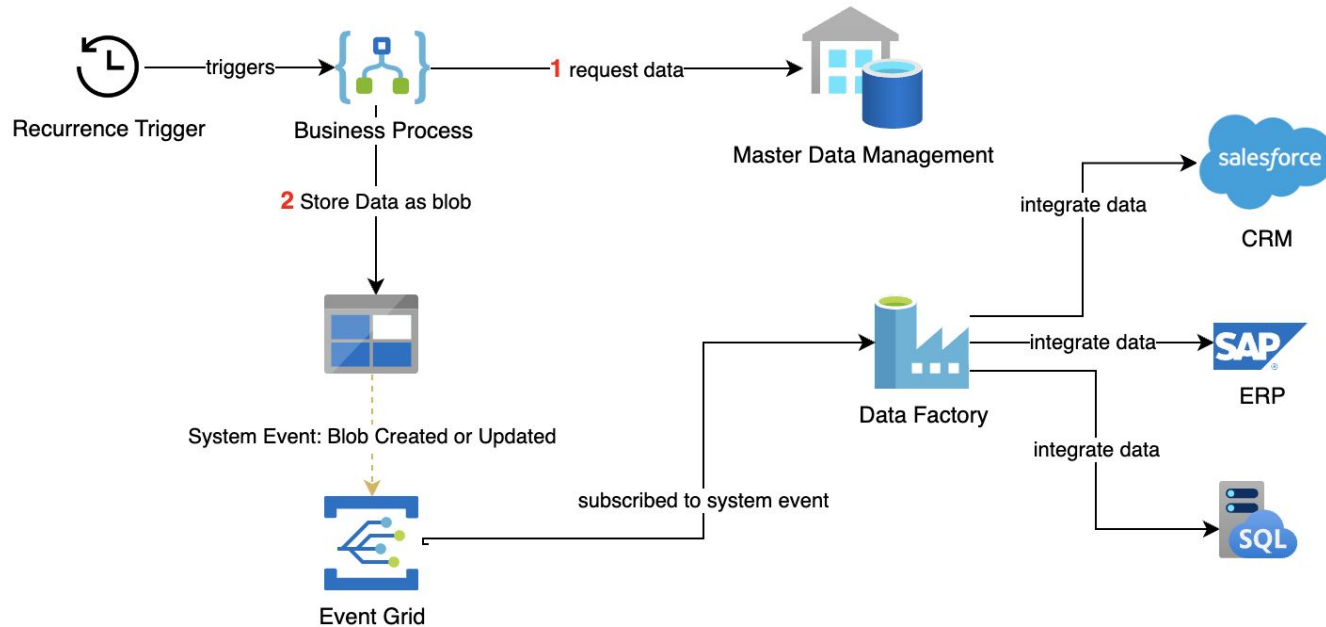 triggers
1 request data
Recurrence Trigger
Business Process
Master Data Management
salesforce
2 Store Data as blob
integrate data
CRM
integrate data
SAP
®
Data Factory
ERP
System Event: Blob Created or Updated
integrate data
subscribed to system event
SQL
Event Grid